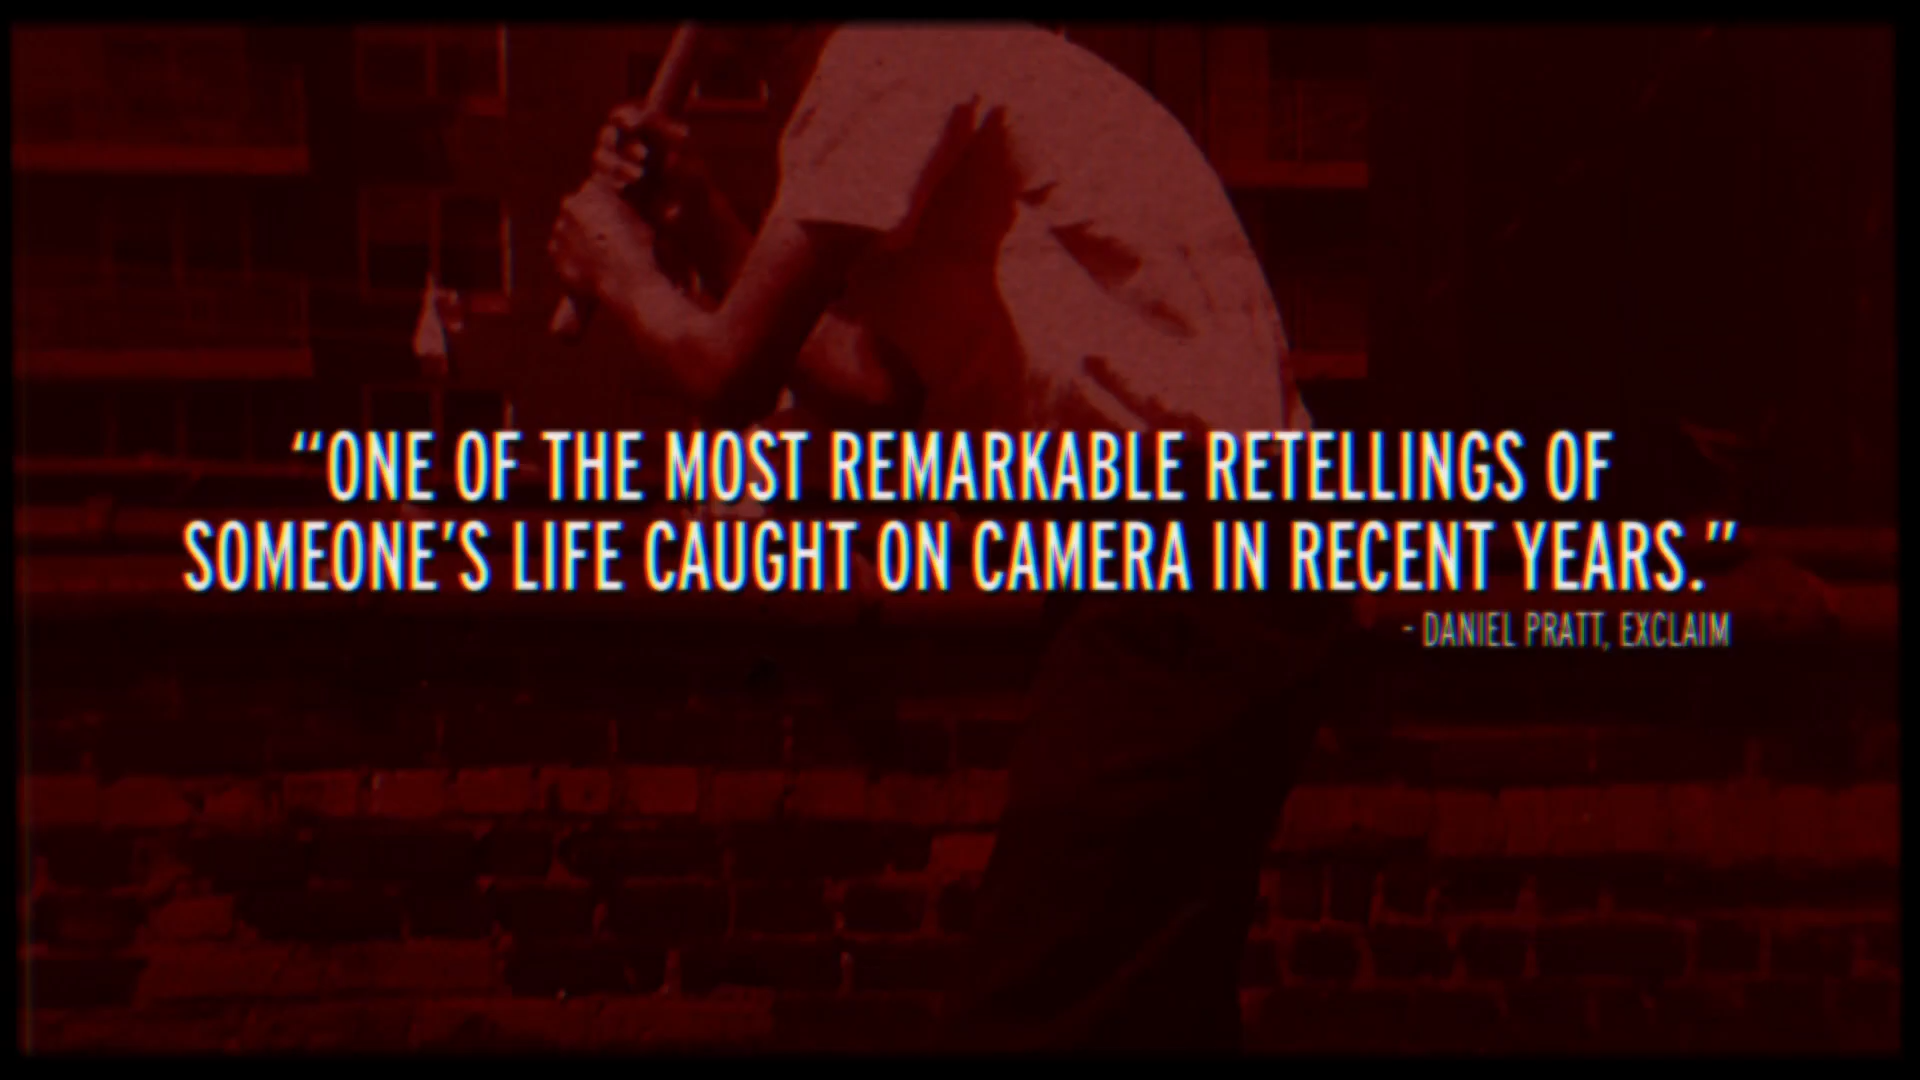 “ONE OF THE MOST REMARKABLE RETELLINGS OF
SOMEONE’S LIFE CAUGHT ON CAMERA IN RECENT YEARS.”
- DANIEL PRATT, EXCLAIM